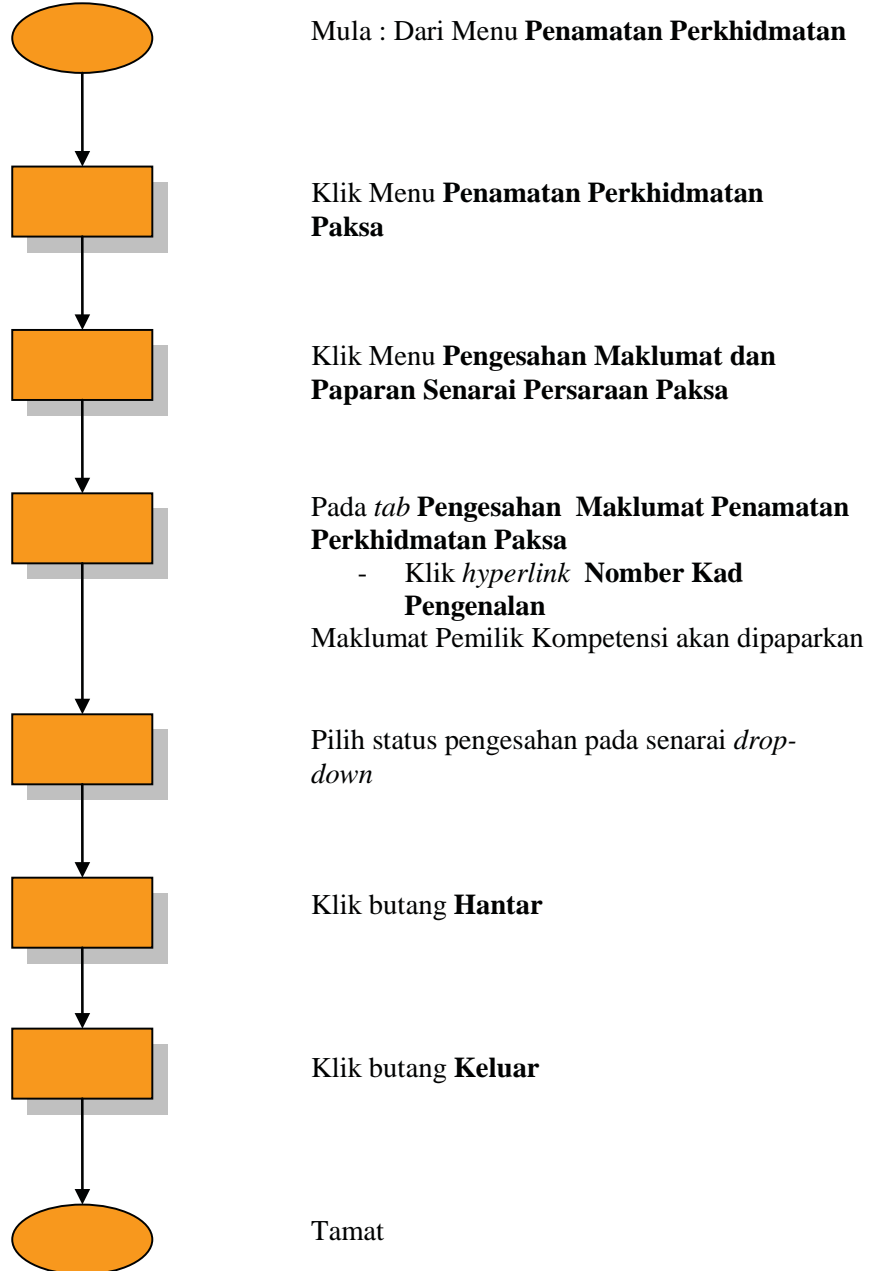 Mula : Dari Menu Penamatan Perkhidmatan
Klik Menu Penamatan Perkhidmatan
Paksa
Klik Menu Pengesahan Maklumat dan
Paparan Senarai Persaraan Paksa
Pada tab Pengesahan  Maklumat Penamatan
Perkhidmatan Paksa
- Klik hyperlink  Nomber Kad
Pengenalan
Maklumat Pemilik Kompetensi akan dipaparkan
Pilih status pengesahan pada senarai drop-
down
Klik butang Hantar
Klik butang Keluar
Tamat